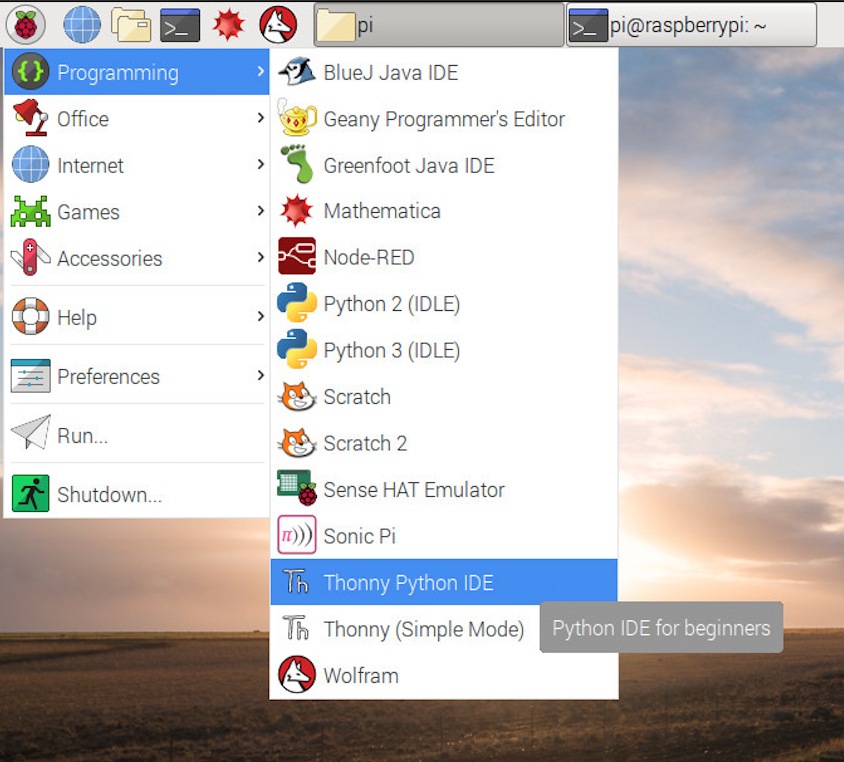 pi
pi@raspberrypi: ~
Programming
Office
Internet
Games
Accessories
Help
Preferences
Run...
Shutdown...
BlueJ Java IDE
Geany Programmer's Editor
Greenfoot Java IDE
Mathematica
Node-RED
Python 2 (IDLE)
Python 3 (IDLE)
Scratch
Scratch 2
Sense HAT Emulator
Sonic Pi
Thonny Python IDE
Thonny (Simple Mode)
Python IDE for beginners
Wolfram